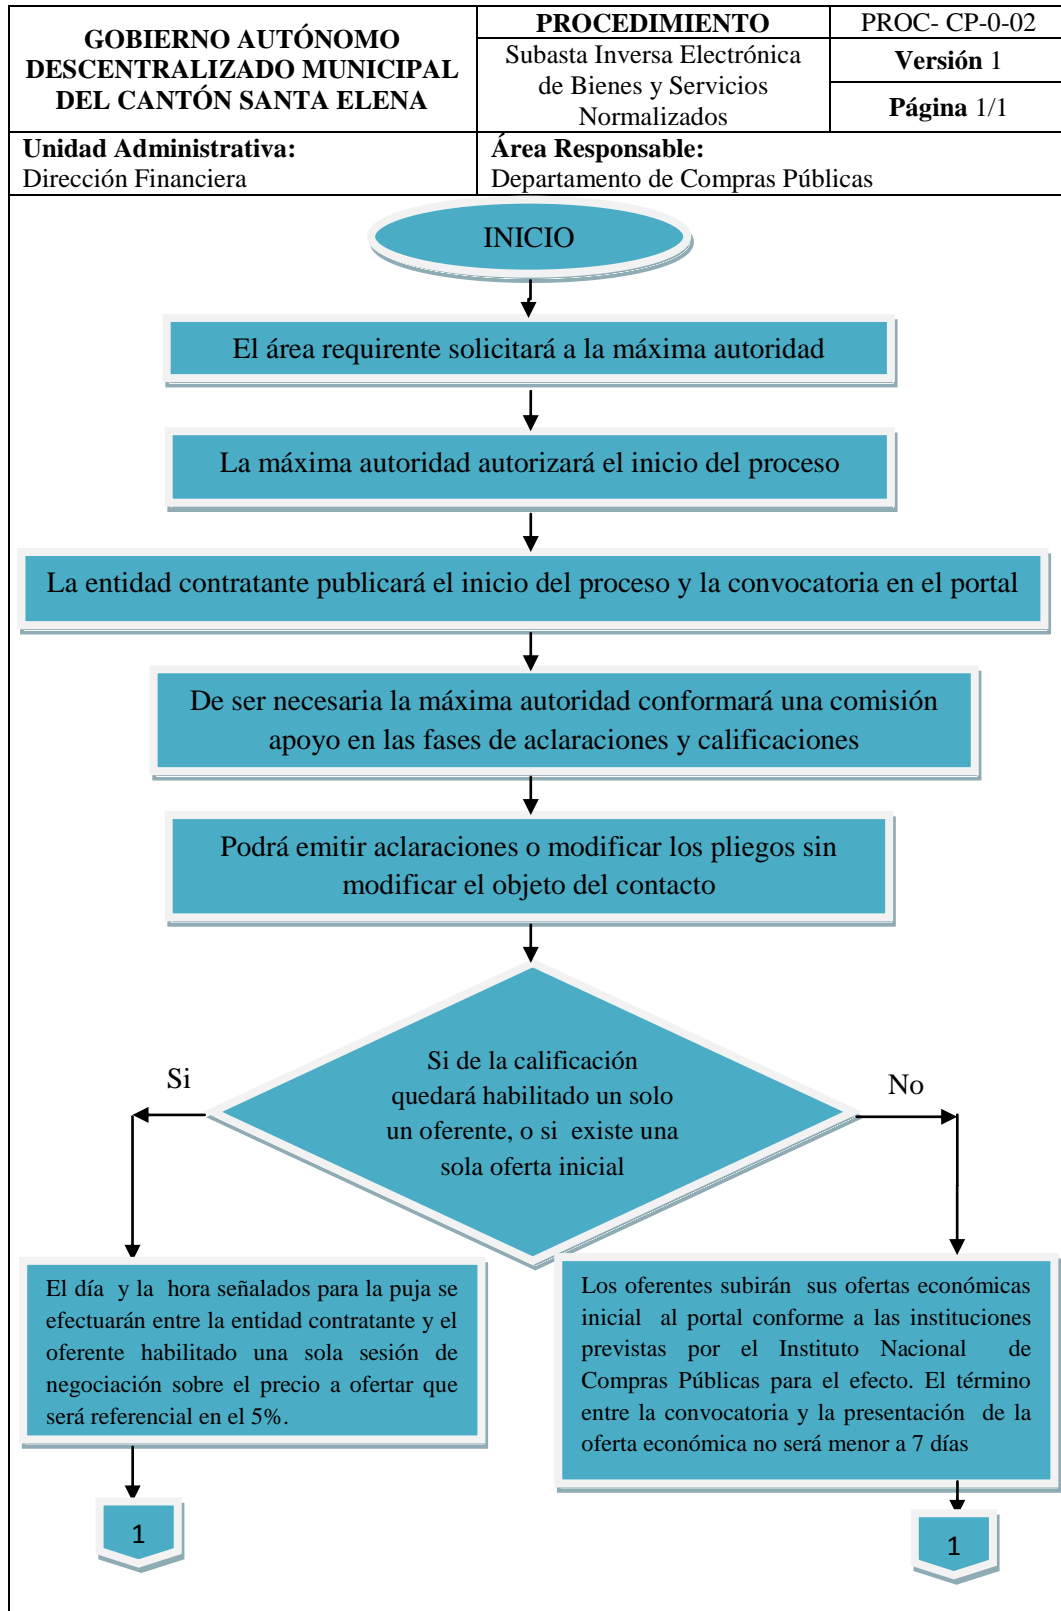 GOBIERNO AUTÓNOMO
DESCENTRALIZADO MUNICIPAL
DEL CANTÓN SANTA ELENA
PROCEDIMIENTO
Subasta Inversa Electrónica
de Bienes y Servicios
Normalizados
PROC- CP-0-02
Versión 1
Página 1/1
Unidad Administrativa:
Dirección Financiera
Área Responsable:
Departamento de Compras Públicas
INICIO
El área requirente solicitará a la máxima autoridad
La máxima autoridad autorizará el inicio del proceso
La entidad contratante publicará el inicio del proceso y la convocatoria en el portal
De ser necesaria la máxima autoridad conformará una comisión
apoyo en las fases de aclaraciones y calificaciones
Podrá emitir aclaraciones o modificar los pliegos sin
modificar el objeto del contacto
Si de la calificación
quedará habilitado un solo
un oferente, o si existe una
sola oferta inicial
Si
No
El día y la hora señalados para la puja se
efectuarán entre la entidad contratante y el
oferente habilitado una sola sesión de
negociación sobre el precio a ofertar que
será referencial en el 5%.
Los oferentes subirán sus ofertas económicas
inicial al portal conforme a las instituciones
previstas por el Instituto Nacional de
Compras Públicas para el efecto. El término
entre la convocatoria y la presentación de la
oferta económica no será menor a 7 días
1
1